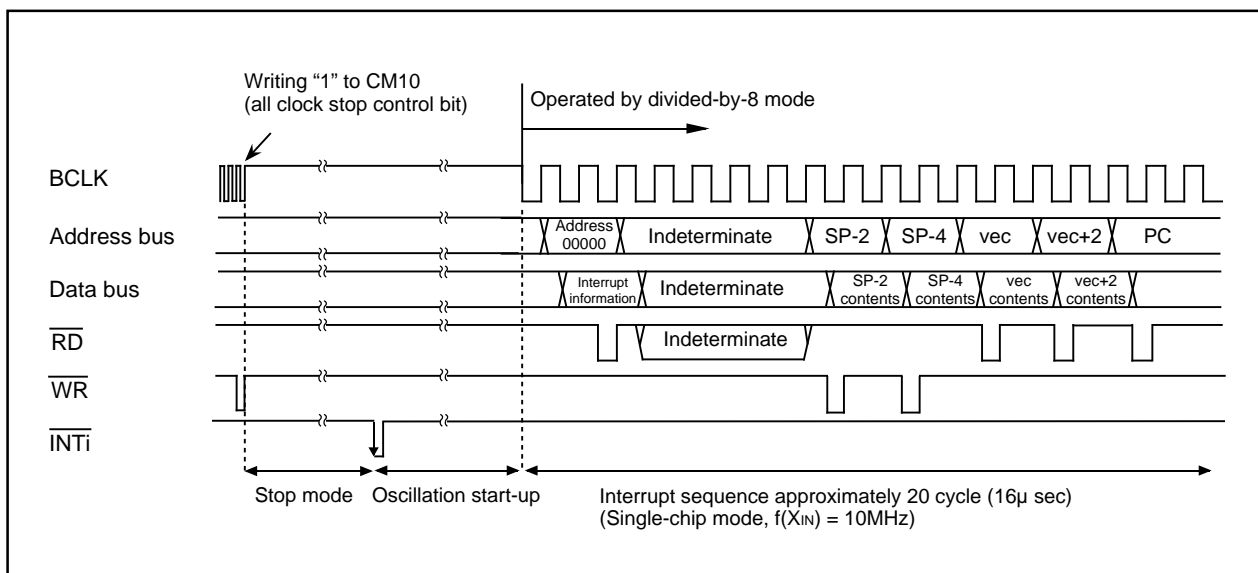 Writing “1” to CM10
(all clock stop control bit)
Operated by divided-by-8 mode
BCLK
Address bus
Address
00000
Indeterminate
SP-2
SP-4
vec
vec+2
PC
Data bus
Interrupt
information
Indeterminate
SP-2
contents
SP-4
contents
vec
contents
vec+2
contents
RD
Indeterminate
WR
INTi
Stop mode
Oscillation start-up
Interrupt sequence approximately 20 cycle (16μ sec)
(Single-chip mode, f(XIN) = 10MHz)